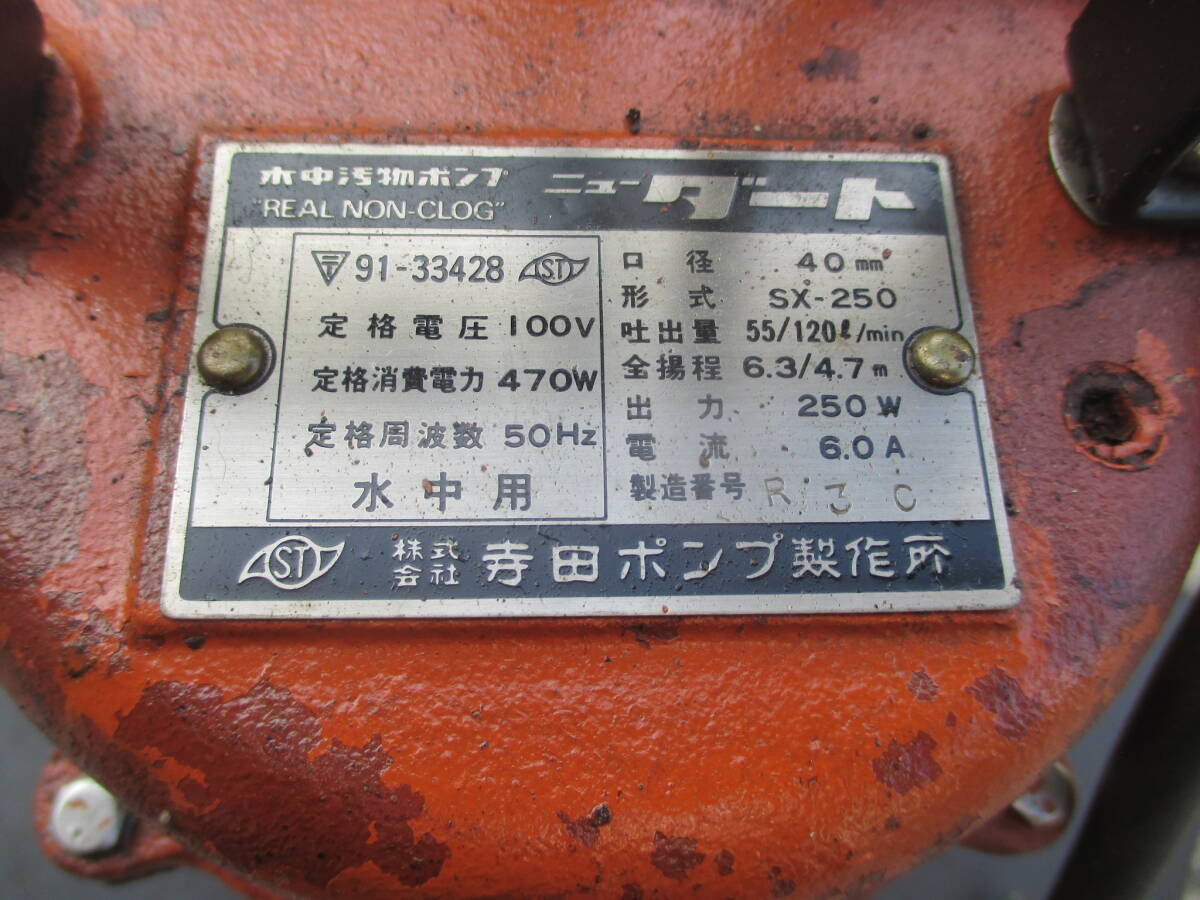 水中汚物ポンプ ニューダート
"REAL NON-CLOG"
〒 91-33428 ST
定格電圧 100V
定格消費電力 470W
定格周波数 50Hz
水中用
口径 40mm
形式 SX-250
吐出量 55/120ℓ/min
全揚程 6.3/4.7m
出力 250W
電流 6.0A
製造番号 R 3 C
ST 株式会社 寺田ポンプ製作所